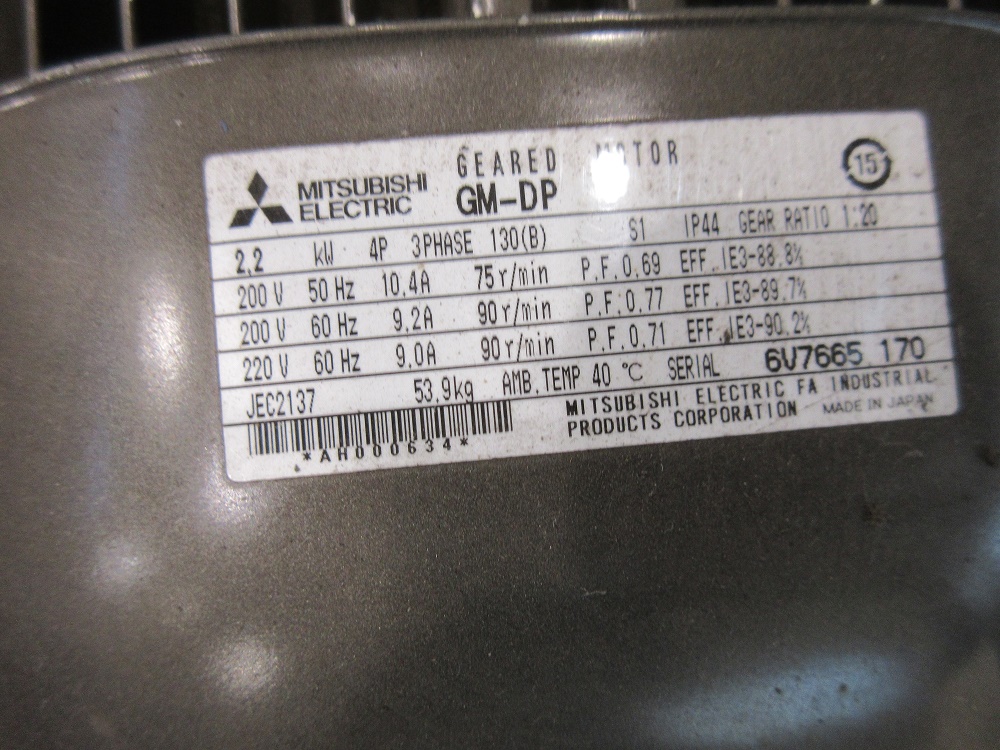 GEARED MOTOR
15
MITSUBISHI ELECTRIC
GM-DP
2.2 kW 4P 3PHASE 130(B) S1 IP44 GEAR RATIO 1:20
200 V 50 Hz 10.4A 75r/min P.F.0.69 EFF.IE3-88.8%
200 V 60 Hz 9.2A 90r/min P.F.0.77 EFF.IE3-89.7%
220 V 60 Hz 9.0A 90r/min P.F.0.71 EFF.IE3-90.2%
JEC2137 53.9kg AMB.TEMP 40 ℃ SERIAL 6V7665 170
*AH000634*
MITSUBISHI ELECTRIC FA INDUSTRIAL
PRODUCTS CORPORATION MADE IN JAPAN